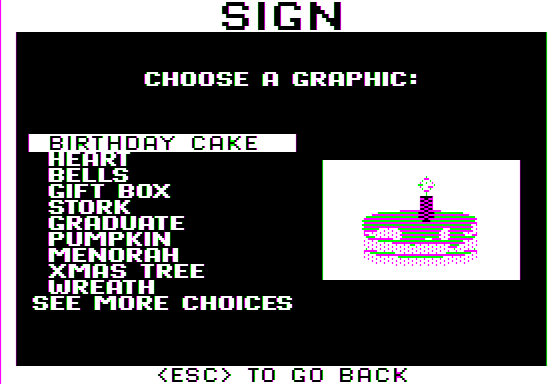 SIGN
CHOOSE A GRAPHIC:
BIRTHDAY CAKE
HEART
BELLS
GIFT BOX
STORK
GRADUATE
PUMPKIN
MENORAH
XMAS TREE
WREATH
SEE MORE CHOICES
<ESC> TO GO BACK